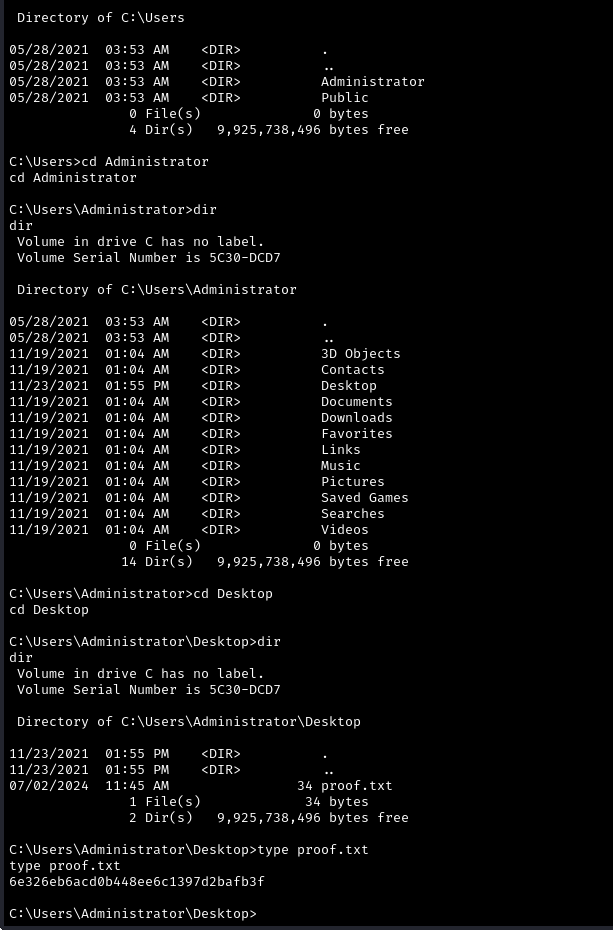 Directory of C:\Users
05/28/2021  03:53 AM    <DIR>          .
05/28/2021  03:53 AM    <DIR>          ..
05/28/2021  03:53 AM    <DIR>          Administrator
05/28/2021  03:53 AM    <DIR>          Public
0 File(s)              0 bytes
4 Dir(s)   9,925,738,496 bytes free
C:\Users>cd Administrator
cd Administrator
C:\Users\Administrator>dir
dir
Volume in drive C has no label.
Volume Serial Number is 5C30-DCD7
Directory of C:\Users\Administrator
05/28/2021  03:53 AM    <DIR>          .
05/28/2021  03:53 AM    <DIR>          ..
11/19/2021  01:04 AM    <DIR>          3D Objects
11/19/2021  01:04 AM    <DIR>          Contacts
11/23/2021  01:55 PM    <DIR>          Desktop
11/19/2021  01:04 AM    <DIR>          Documents
11/19/2021  01:04 AM    <DIR>          Downloads
11/19/2021  01:04 AM    <DIR>          Favorites
11/19/2021  01:04 AM    <DIR>          Links
11/19/2021  01:04 AM    <DIR>          Music
11/19/2021  01:04 AM    <DIR>          Pictures
11/19/2021  01:04 AM    <DIR>          Saved Games
11/19/2021  01:04 AM    <DIR>          Searches
11/19/2021  01:04 AM    <DIR>          Videos
0 File(s)              0 bytes
14 Dir(s)   9,925,738,496 bytes free
C:\Users\Administrator>cd Desktop
cd Desktop
C:\Users\Administrator\Desktop>dir
dir
Volume in drive C has no label.
Volume Serial Number is 5C30-DCD7
Directory of C:\Users\Administrator\Desktop
11/23/2021  01:55 PM    <DIR>          .
11/23/2021  01:55 PM    <DIR>          ..
07/02/2024  11:45 AM                34 proof.txt
1 File(s)             34 bytes
2 Dir(s)   9,925,738,496 bytes free
C:\Users\Administrator\Desktop>type proof.txt
type proof.txt
6e326eb6acd0b448ee6c1397d2bafb3f
C:\Users\Administrator\Desktop>